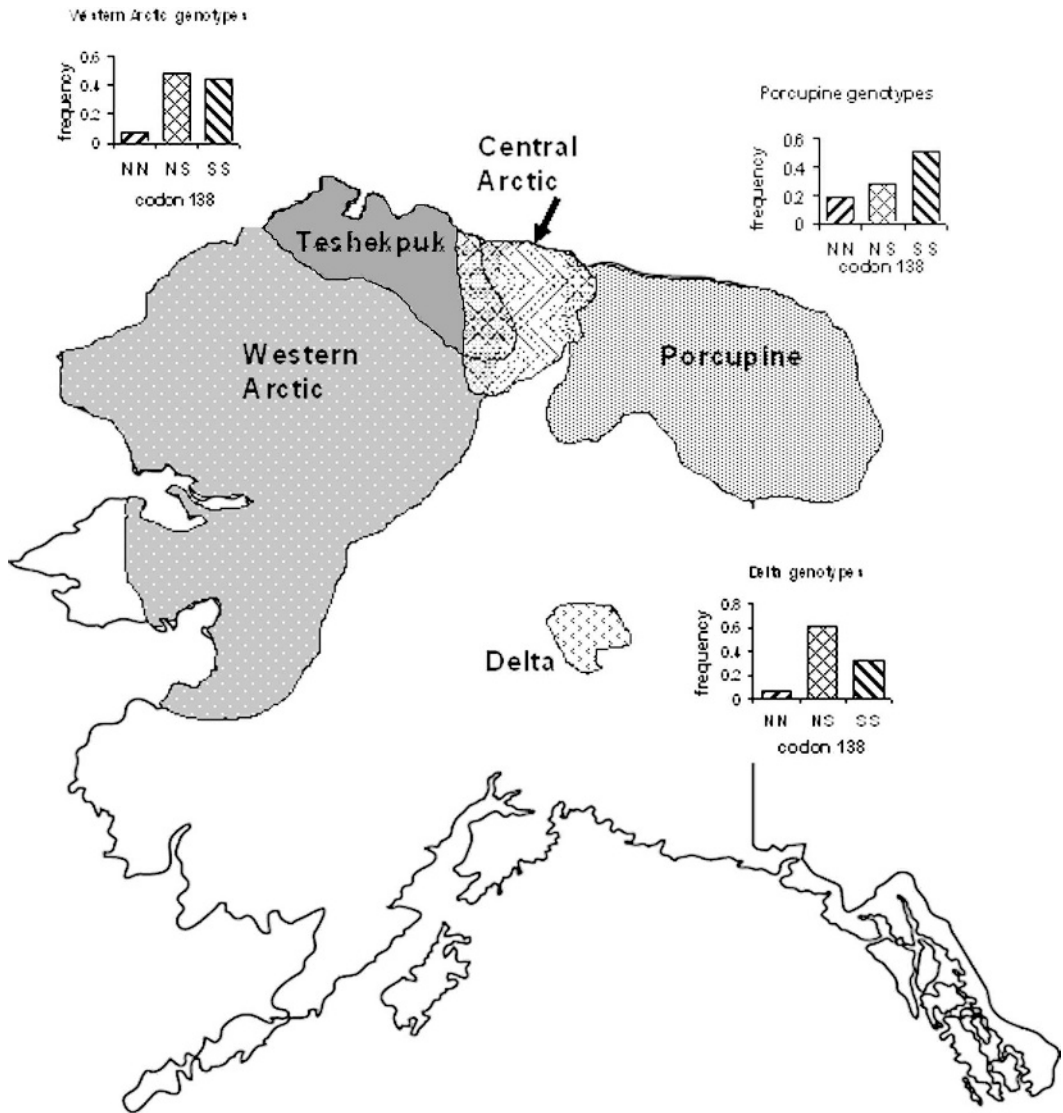 Western Arctic genotypes
0.6
0.4
0.2
0
frequency
NN NS SS
codon 138
Porcupine genotypes
0.6
0.4
0.2
0
frequency
NN NS SS
codon 138
Central
Arctic
Teshekpuk
Western
Arctic
Porcupine
Delta genotypes
0.8
0.6
0.4
0.2
0
frequency
NN NS SS
codon 138
Delta